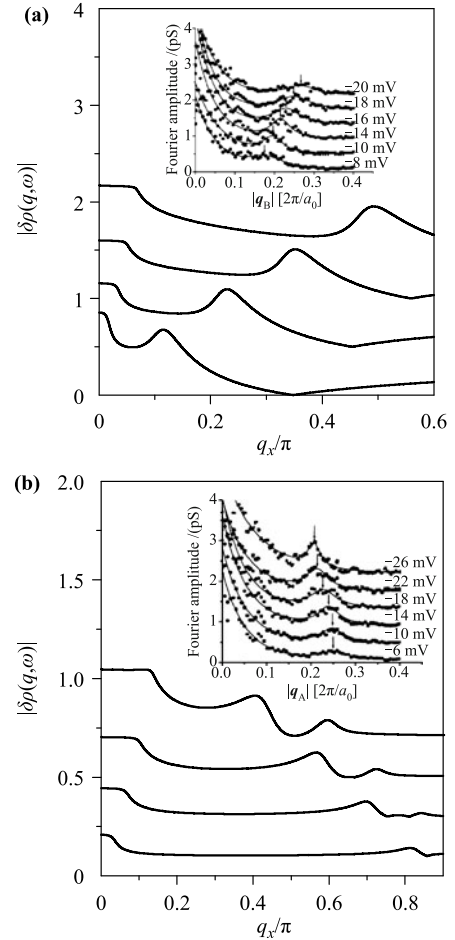 (a)
4
3
2
1
0
|δρ(q,ω)|
0
0.2
0.4
0.6
q_x/π
4
3
2
1
0
Fourier amplitude /(pS)
0.0
0.1
0.2
0.3
0.4
|q_B| [2π/a_0]
−20 mV
−18 mV
−16 mV
−14 mV
−10 mV
−8 mV
(b)
2.0
1.5
1.0
0.5
0
|δρ(q,ω)|
0
0.2
0.4
0.6
0.8
q_x/π
4
3
2
1
0
Fourier amplitude /(pS)
0.0
0.1
0.2
0.3
0.4
|q_A| [2π/a_0]
−26 mV
−22 mV
−18 mV
−14 mV
−10 mV
−6 mV